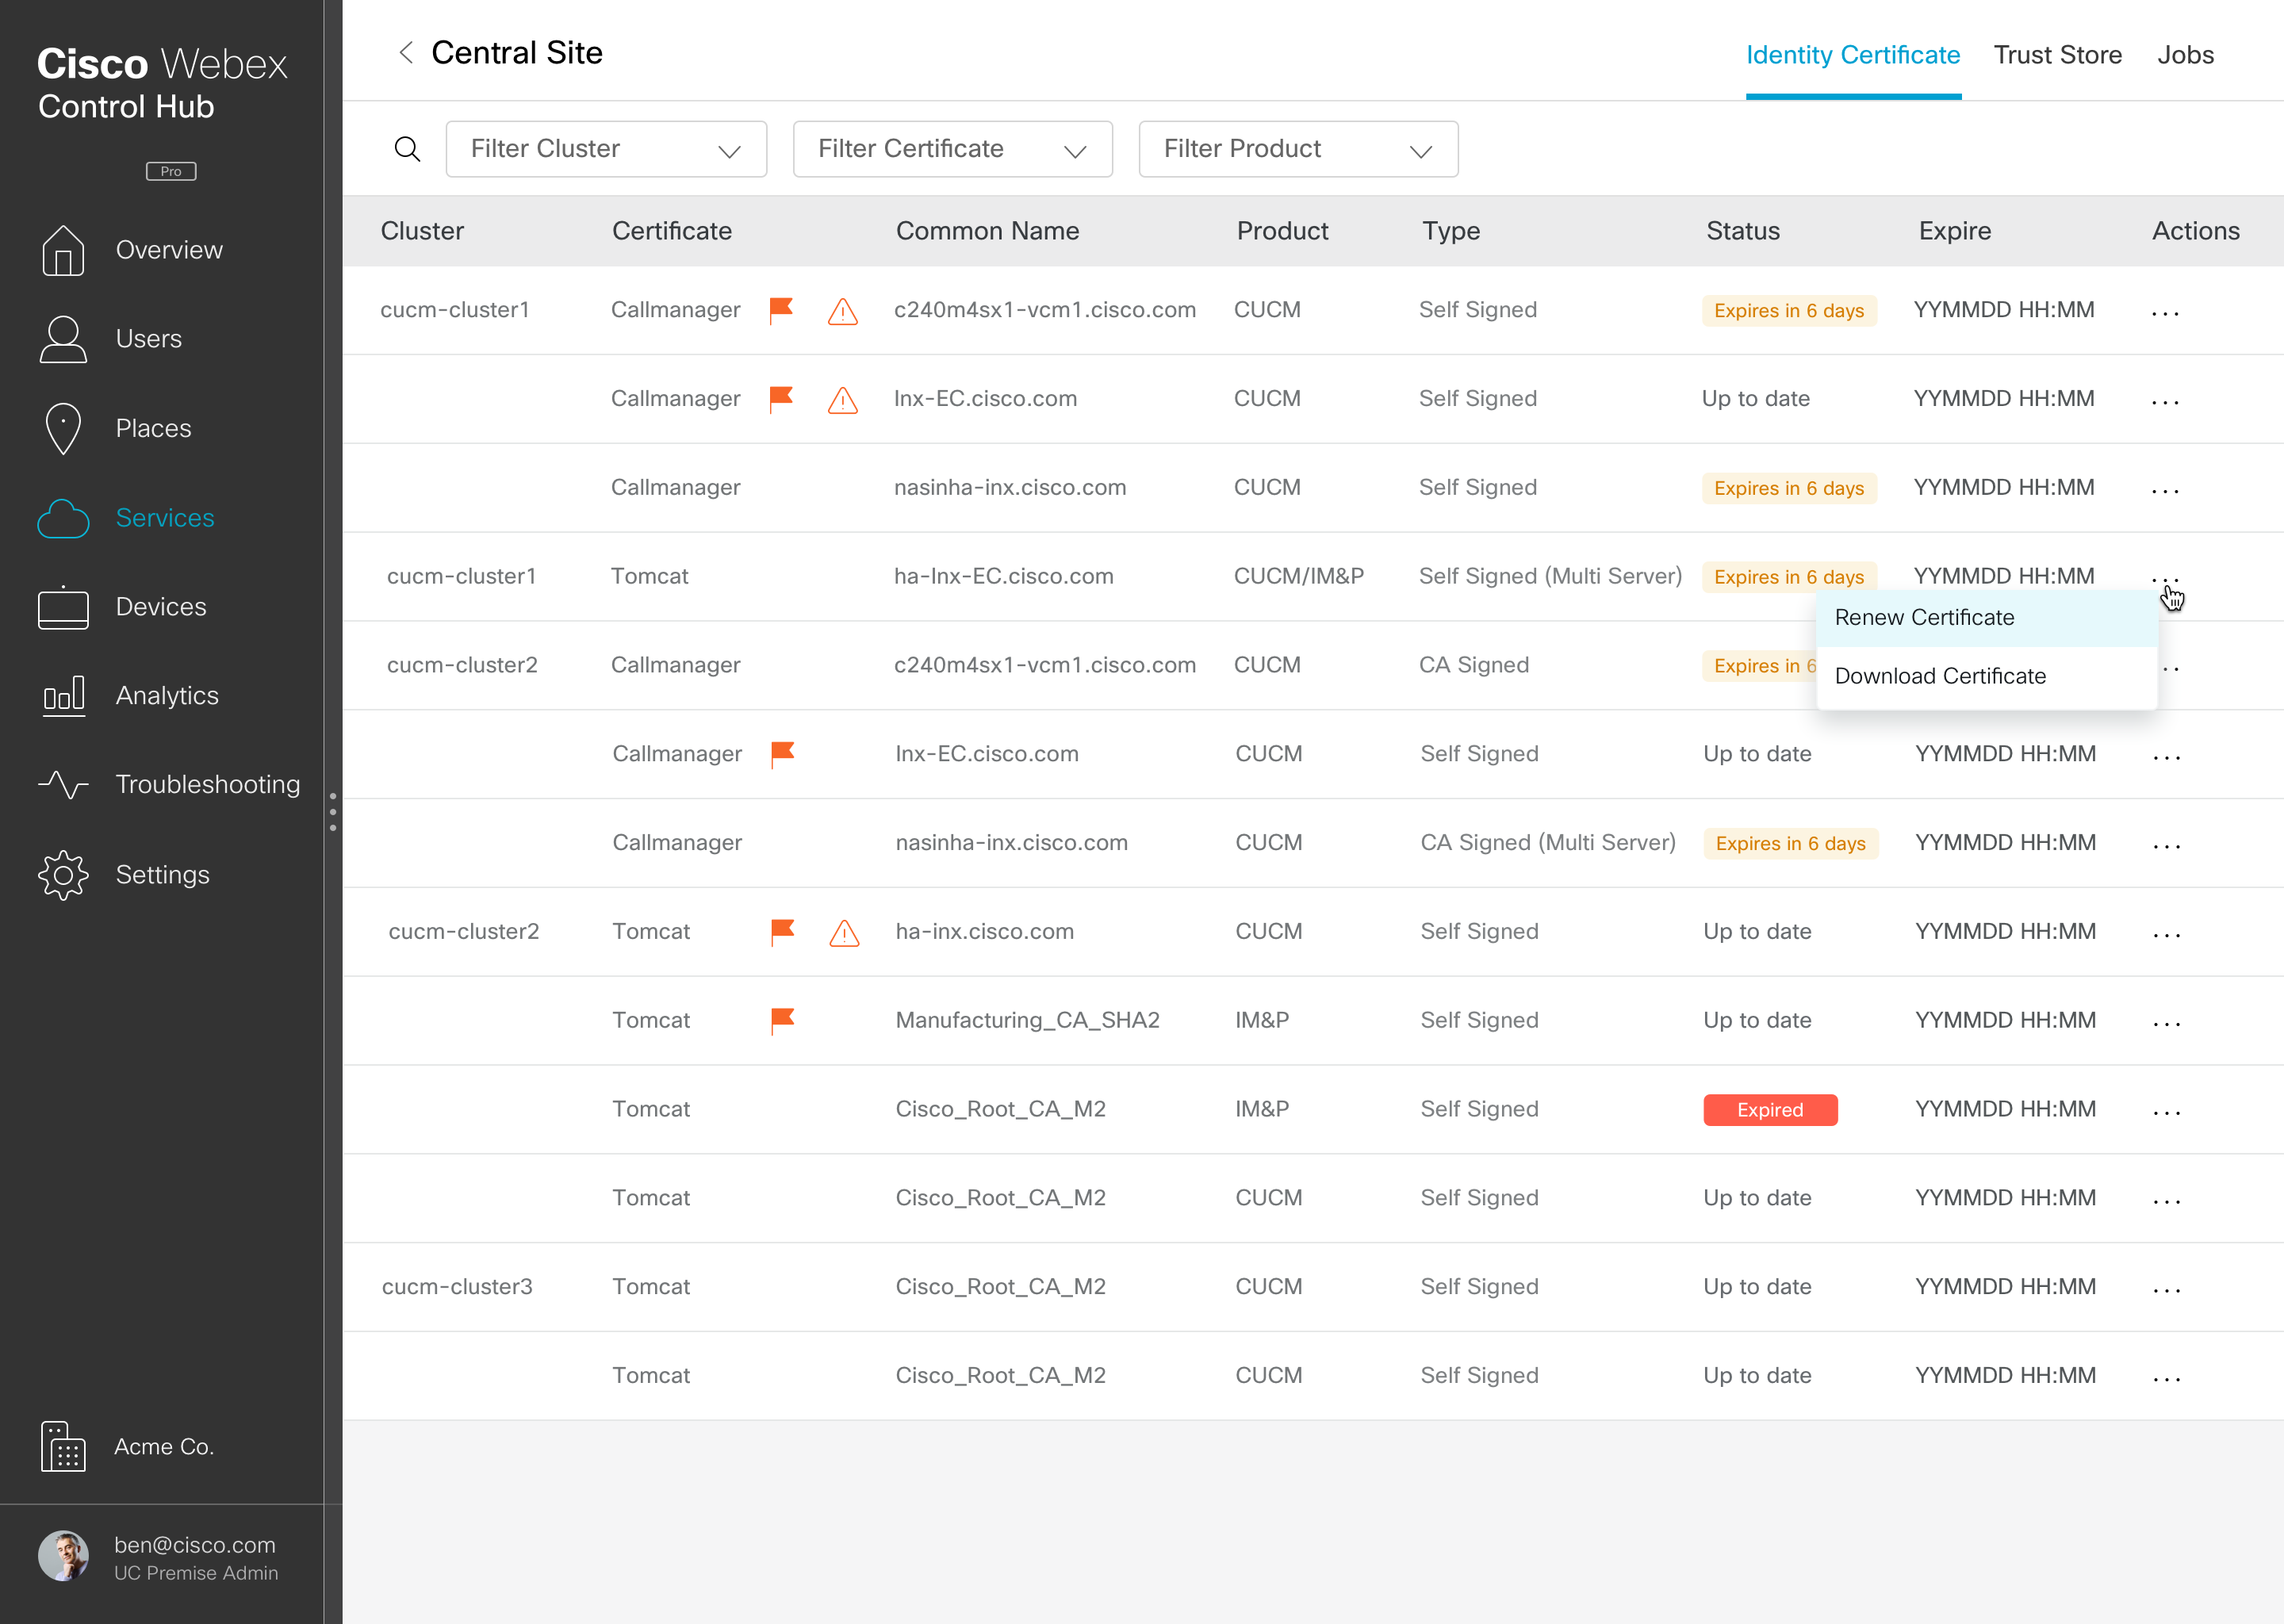 Cisco Webex
Control Hub
Pro
Overview
Users
Places
Services
Devices
Analytics
Troubleshooting
Settings
Acme Co.
ben@cisco.com
UC Premise Admin
Central Site
Identity Certificate Trust Store Jobs
Filter Cluster Filter Certificate Filter Product
Cluster Certificate Common Name Product Type Status Expire Actions
cucm-cluster1 Callmanager c240m4sx1-vcm1.cisco.com CUCM Self Signed Expires in 6 days YYMMDD HH:MM ...
Callmanager lnx-EC.cisco.com CUCM Self Signed Up to date YYMMDD HH:MM ...
Callmanager nasinha-inx.cisco.com CUCM Self Signed Expires in 6 days YYMMDD HH:MM ...
cucm-cluster1 Tomcat ha-lnx-EC.cisco.com CUCM/IM&P Self Signed (Multi Server) Expires in 6 days YYMMDD HH:MM ...
Renew Certificate
Download Certificate
cucm-cluster2 Callmanager c240m4sx1-vcm1.cisco.com CUCM CA Signed Expires in 6
Callmanager lnx-EC.cisco.com CUCM Self Signed Up to date YYMMDD HH:MM ...
Callmanager nasinha-inx.cisco.com CUCM CA Signed (Multi Server) Expires in 6 days YYMMDD HH:MM ...
cucm-cluster2 Tomcat ha-inx.cisco.com CUCM Self Signed Up to date YYMMDD HH:MM ...
Tomcat Manufacturing_CA_SHA2 IM&P Self Signed Up to date YYMMDD HH:MM ...
Tomcat Cisco_Root_CA_M2 IM&P Self Signed Expired YYMMDD HH:MM ...
Tomcat Cisco_Root_CA_M2 CUCM Self Signed Up to date YYMMDD HH:MM ...
cucm-cluster3 Tomcat Cisco_Root_CA_M2 CUCM Self Signed Up to date YYMMDD HH:MM ...
Tomcat Cisco_Root_CA_M2 CUCM Self Signed Up to date YYMMDD HH:MM ...